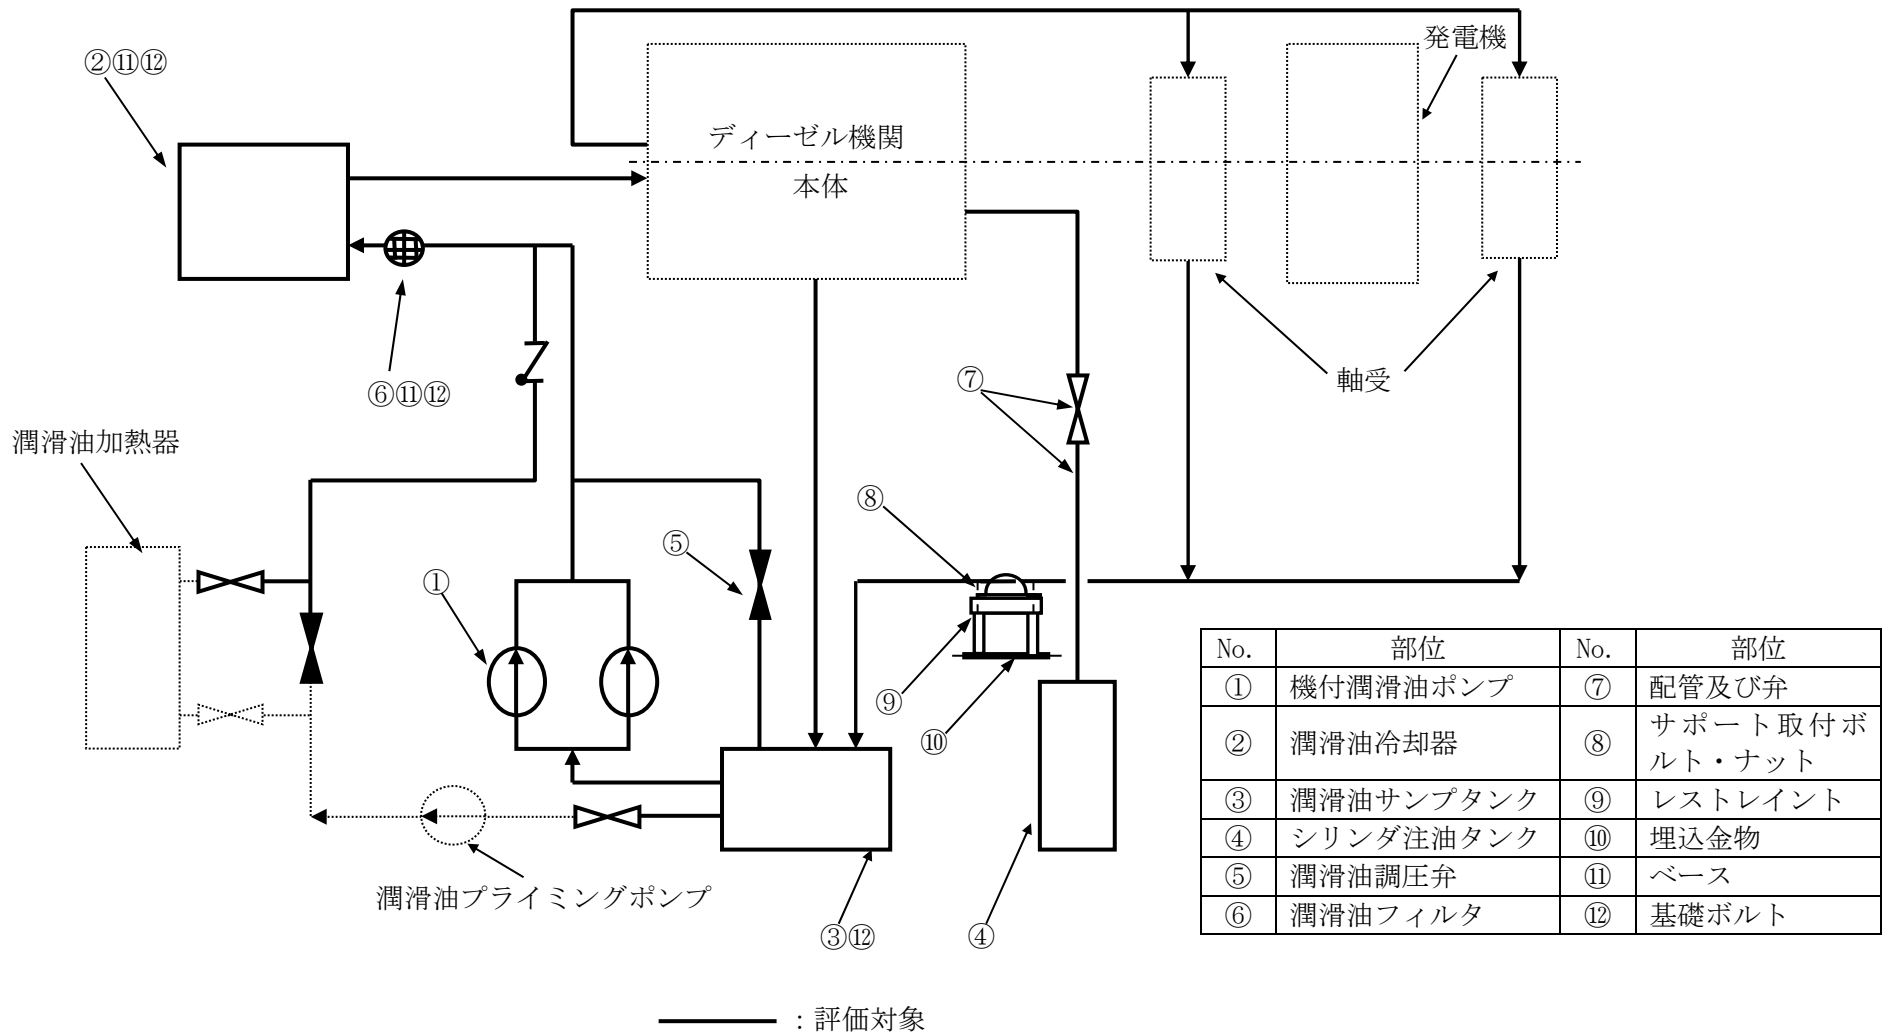 発電機
②⑪⑫
ディーゼル機関
本体
⑥⑪⑫
⑦
軸受
潤滑油加熱器
⑧
⑤
①
⑨
⑩
潤滑油プライミングポンプ
③⑫
④
No. 部位 No. 部位
① 機付潤滑油ポンプ ⑦ 配管及び弁
② 潤滑油冷却器 ⑧ サポート取付ボ
ルト・ナット
③ 潤滑油サンプタンク ⑨ レストレイント
④ シリンダ注油タンク ⑩ 埋込金物
⑤ 潤滑油調圧弁 ⑪ ベース
⑥ 潤滑油フィルタ ⑫ 基礎ボルト
：評価対象